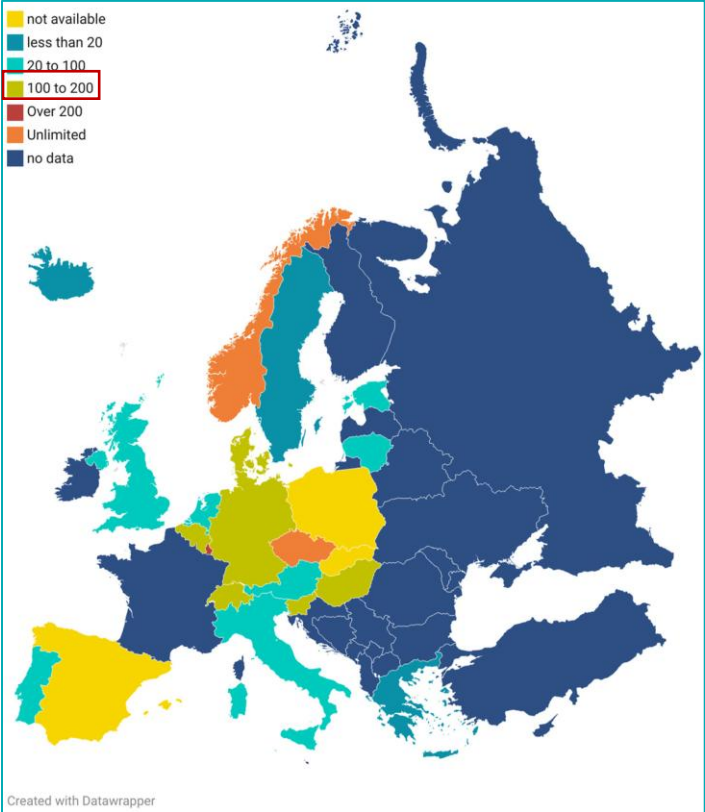 not available
less than 20
20 to 100
100 to 200
Over 200
Unlimited
no data
Created with Datawrapper